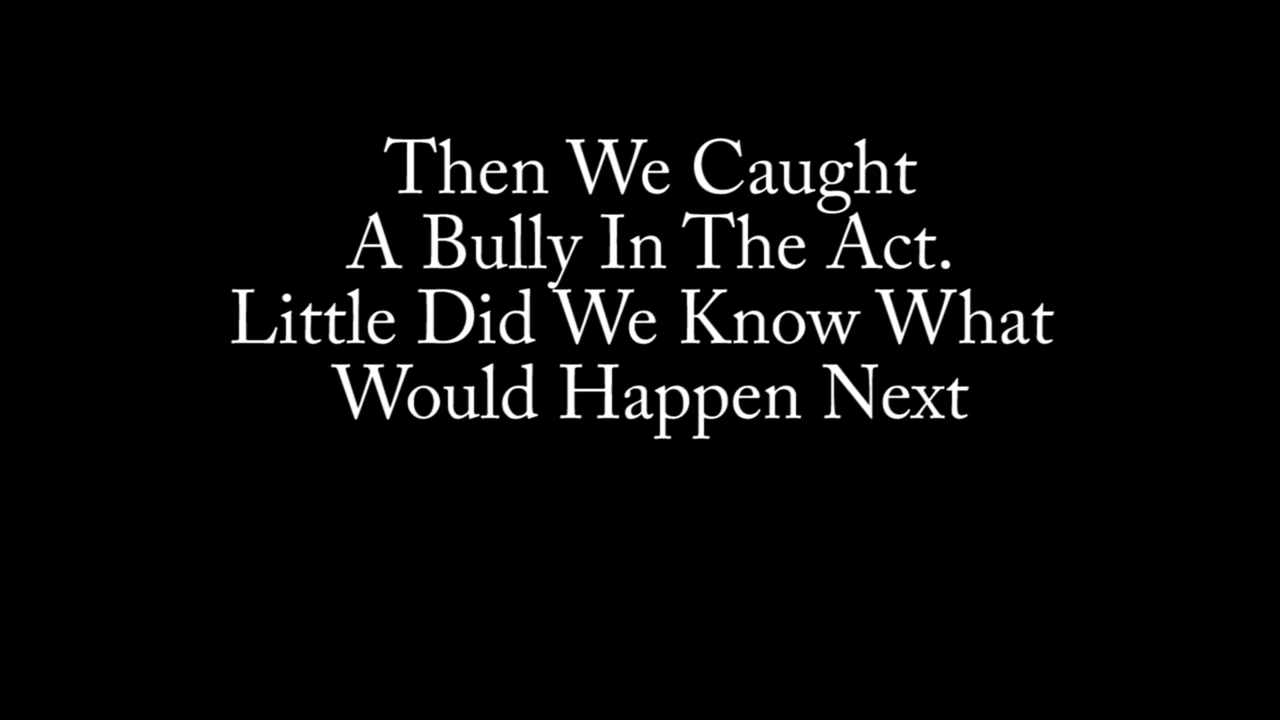 Then We Caught
A Bully In The Act.
Little Did We Know What
Would Happen Next